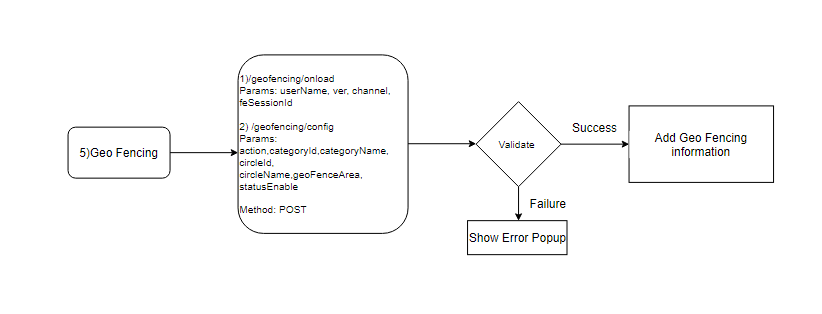 5)Geo Fencing
1)/geofencing/onload
Params: userName, ver, channel,
feSessionId
2) /geofencing/config
Params:
action,categoryId,categoryName,
circleId,
circleName,geoFenceArea,
statusEnable
Method: POST
Validate
Success
Add Geo Fencing
information
Failure
Show Error Popup